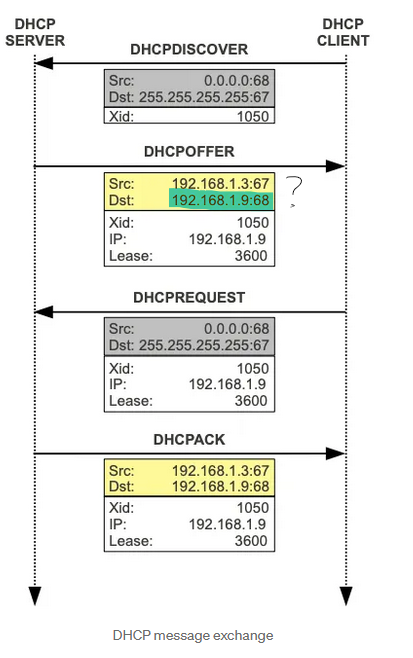 DHCP SERVER
DHCP CLIENT
DHCPDISCOVER
Src: 0.0.0.0:68
Dst: 255.255.255.255:67
Xid: 1050
DHCPOFFER
Src: 192.168.1.3:67
Dst: 192.168.1.9:68
?
Xid: 1050
IP: 192.168.1.9
Lease: 3600
DHCPREQUEST
Src: 0.0.0.0:68
Dst: 255.255.255.255:67
Xid: 1050
IP: 192.168.1.9
Lease: 3600
DHCPACK
Src: 192.168.1.3:67
Dst: 192.168.1.9:68
Xid: 1050
IP: 192.168.1.9
Lease: 3600
DHCP message exchange